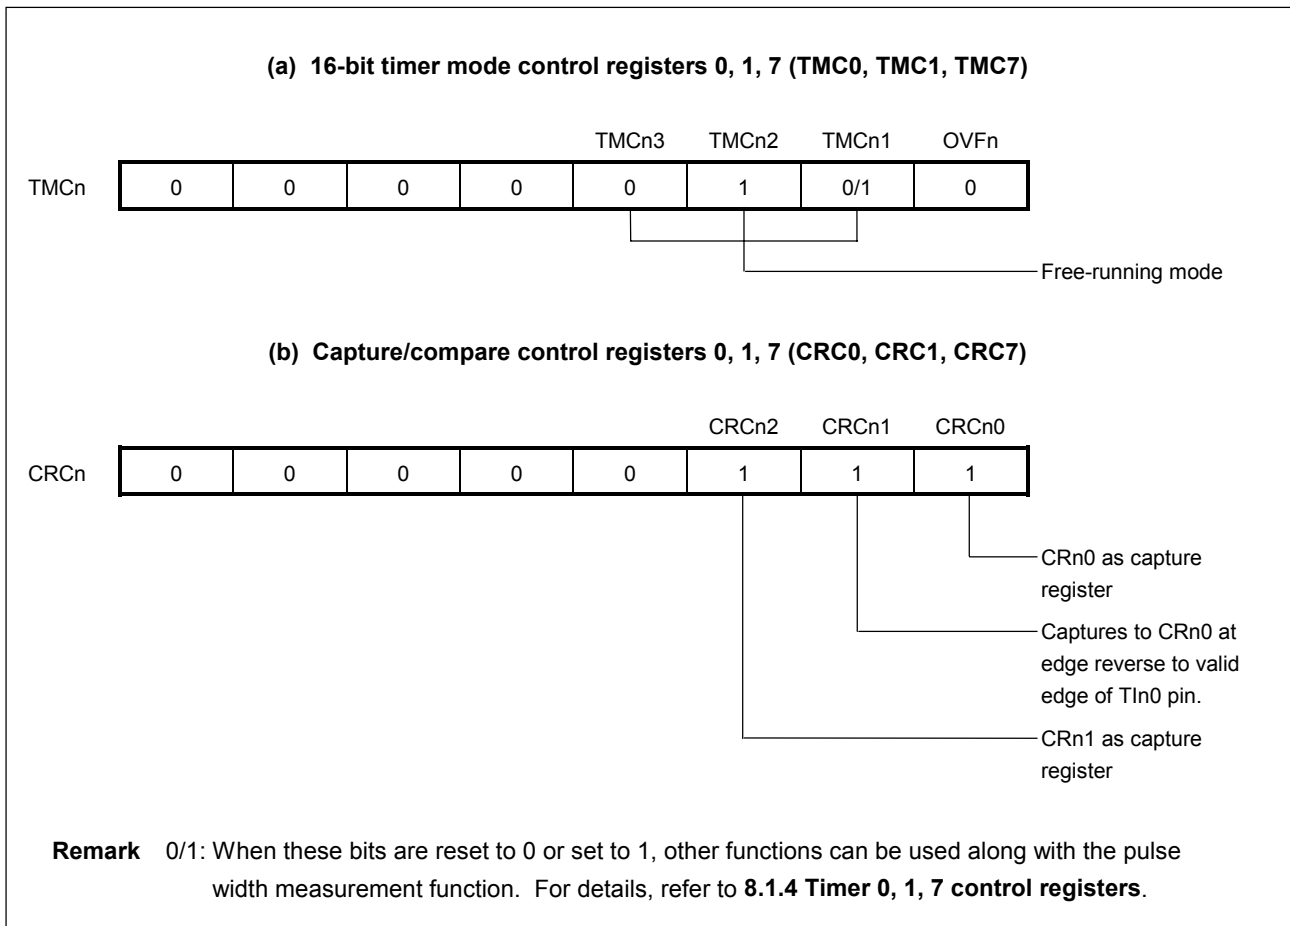 (a) 16-bit timer mode control registers 0, 1, 7 (TMC0, TMC1, TMC7)
TMCn3 TMCn2 TMCn1 OVFn
TMCn 0 0 0 0 0 1 0/1 0
Free-running mode
(b) Capture/compare control registers 0, 1, 7 (CRC0, CRC1, CRC7)
CRCn2 CRCn1 CRCn0
CRCn 0 0 0 0 0 1 1 1
CRn0 as capture
register
Captures to CRn0 at
edge reverse to valid
edge of TIn0 pin.
CRn1 as capture
register
Remark 0/1: When these bits are reset to 0 or set to 1, other functions can be used along with the pulse
width measurement function. For details, refer to 8.1.4 Timer 0, 1, 7 control registers.